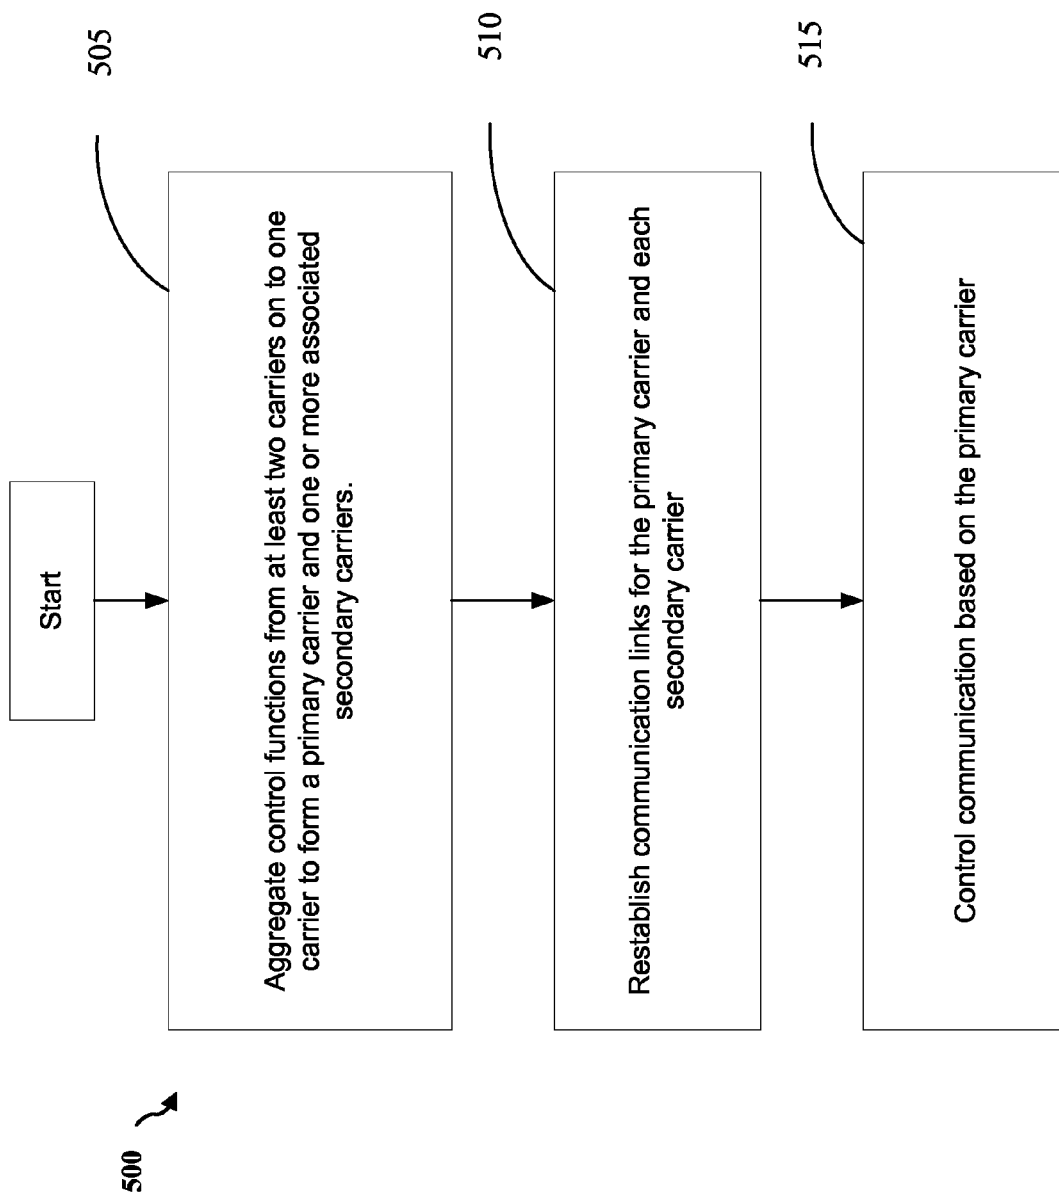 500
Start
505
Aggregate control functions from at least two carriers on to one
carrier to form a primary carrier and one or more associated
secondary carriers.
510
Restablish communication links for the primary carrier and each
secondary carrier
515
Control communication based on the primary carrier